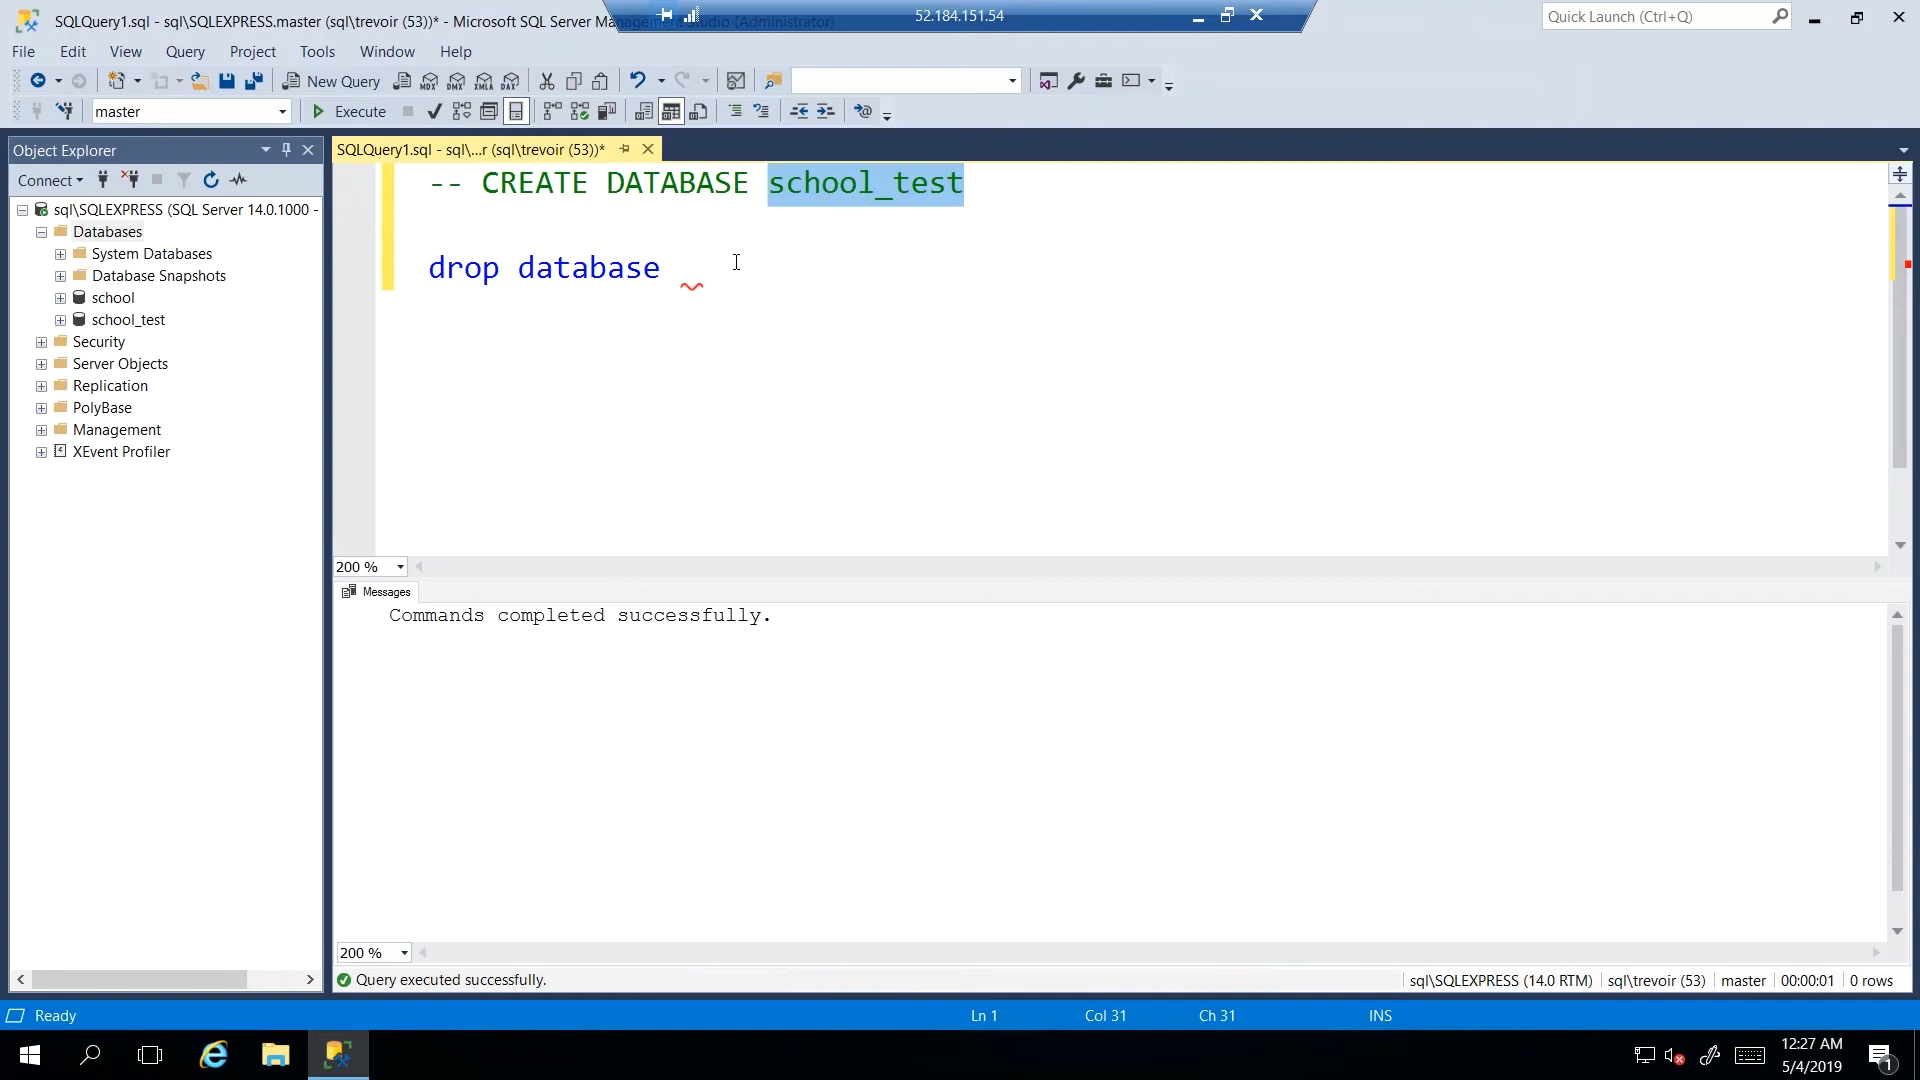 SQLQuery1.sql - sql\SQLEXPRESS.master (sql\trevoir (53))* - Microsoft SQL Server Management Studio (Administrator)
52.184.151.54
Quick Launch (Ctrl+Q)
File Edit View Query Project Tools Window Help
New Query MDX DMX XMLA DAX
master Execute
Object Explorer
SQLQuery1.sql - sql\...r (sql\trevoir (53))*
Connect
-- CREATE DATABASE school_test
sql\SQLEXPRESS (SQL Server 14.0.1000 -
Databases
System Databases
Database Snapshots
school
school_test
Security
Server Objects
Replication
PolyBase
Management
XEvent Profiler
drop database
200 %
Messages
Commands completed successfully.
200 %
Query executed successfully.
sql\SQLEXPRESS (14.0 RTM) sql\trevoir (53) master 00:00:01 0 rows
Ready Ln 1 Col 31 Ch 31 INS
12:27 AM
5/4/2019
1